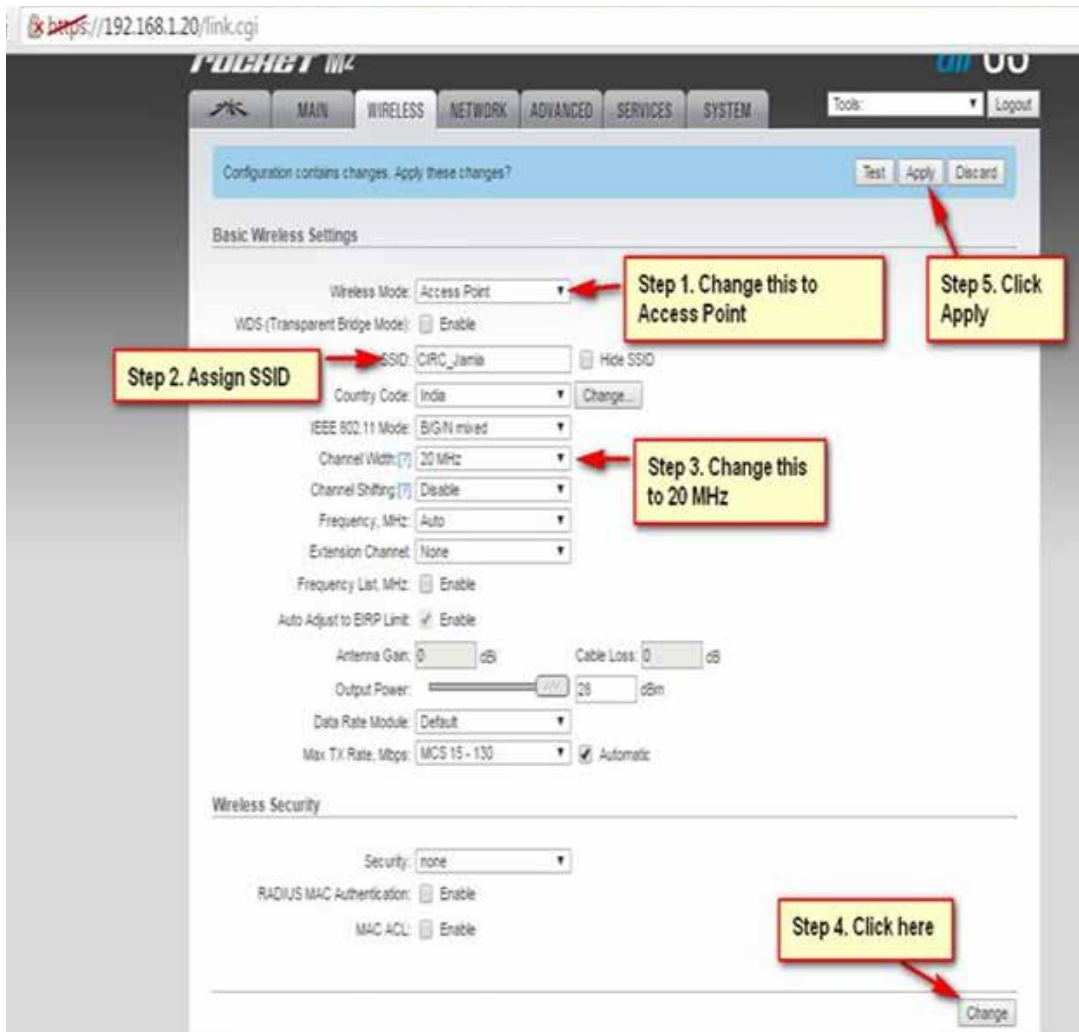 https://192.168.1.20/link.cgi
ROCKET M2
air OS
MAIN WIRELESS NETWORK ADVANCED SERVICES SYSTEM Tools: Logout
Configuration contains changes. Apply these changes? Test Apply Discard
Basic Wireless Settings
Wireless Mode: Access Point
Step 1. Change this to
Access Point
Step 5. Click
Apply
WDS (Transparent Bridge Mode): Enable
Step 2. Assign SSID
SSID: CIRC_Jamia Hide SSID
Country Code: India Change...
IEEE 802.11 Mode: B/G/N mixed
Channel Width:[?] 20 MHz
Step 3. Change this
to 20 MHz
Channel Shifting:[?] Disable
Frequency, MHz: Auto
Extension Channel: None
Frequency List, MHz: Enable
Auto Adjust to EIRP Limit: Enable
Antenna Gain: 0 dBi Cable Loss: 0 dB
Output Power: 28 dBm
Data Rate Module: Default
Max TX Rate, Mbps: MCS 15 - 130 Automatic
Wireless Security
Security: none
RADIUS MAC Authentication: Enable
MAC ACL: Enable
Step 4. Click here
Change